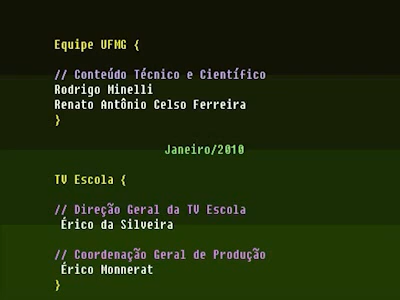 Equipe UFMG {
// Conteúdo Técnico e Científico
Rodrigo Minelli
Renato Antônio Celso Ferreira
}
Janeiro/2010
TV Escola {
// Direção Geral da TV Escola
Érico da Silveira
// Coordenação Geral de Produção
Érico Monnerat
}